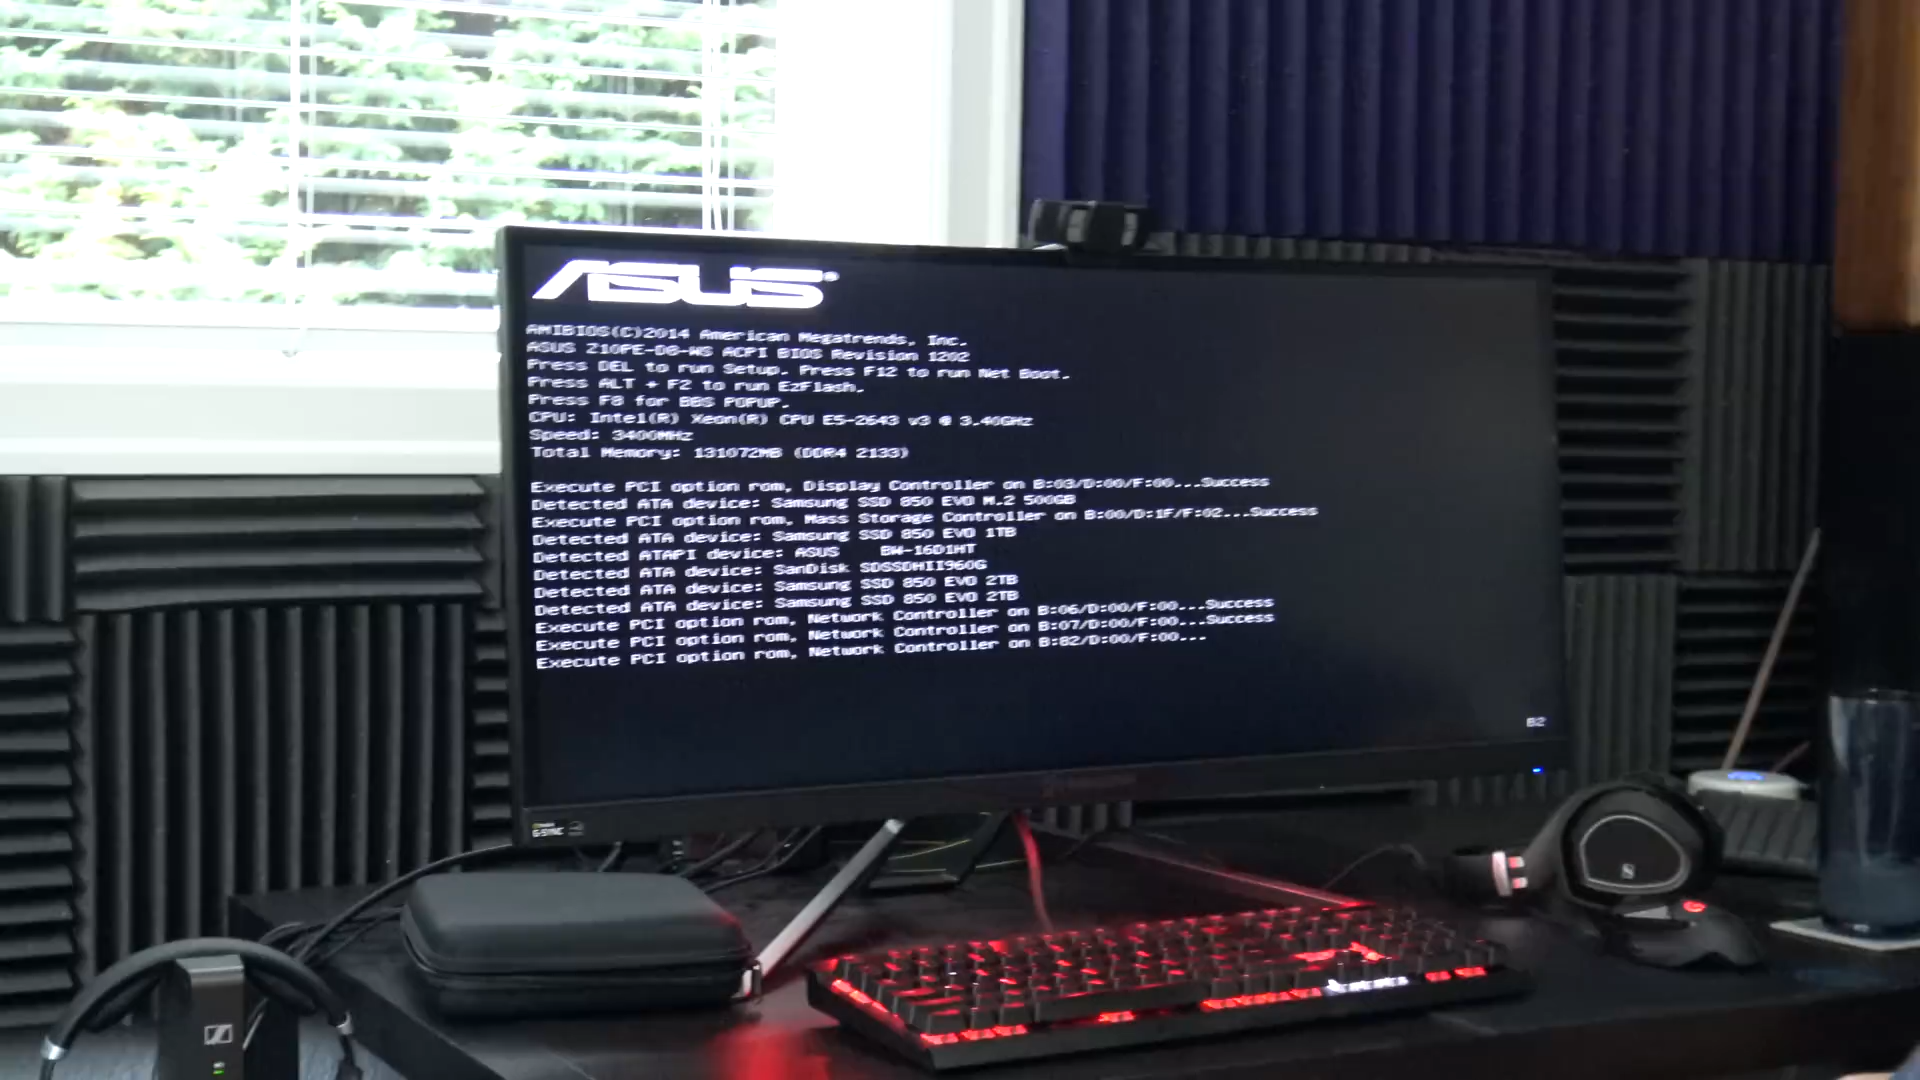 ASUS
AMIBIOS(C)2014 American Megatrends, Inc.
ASUS Z10PE-D8-WS ACPI BIOS Revision 1202
Press DEL to run Setup. Press F12 to run Net Boot.
Press ALT + F2 to run EzFlash.
Press F8 for BBS POPUP.
CPU: Intel(R) Xeon(R) CPU E5-2643 v3 @ 3.40GHz
Speed: 3400MHz
Total Memory: 131072MB (DDR4 2133)
Execute PCI option rom, Display Controller on B:03/D:00/F:00...Success
Detected ATA device: Samsung SSD 850 EVO M.2 500GB
Execute PCI option rom, Mass Storage Controller on B:00/D:1F/F:02...Success
Detected ATA device: Samsung SSD 850 EVO 1TB
Detected ATAPI device: ASUS BW-16D1HT
Detected ATA device: SanDisk SDSSDHII960G
Detected ATA device: Samsung SSD 850 EVO 2TB
Detected ATA device: Samsung SSD 850 EVO 2TB
Execute PCI option rom, Network Controller on B:06/D:00/F:00...Success
Execute PCI option rom, Network Controller on B:07/D:00/F:00...Success
Execute PCI option rom, Network Controller on B:82/D:00/F:00...
B2
G-SYNC